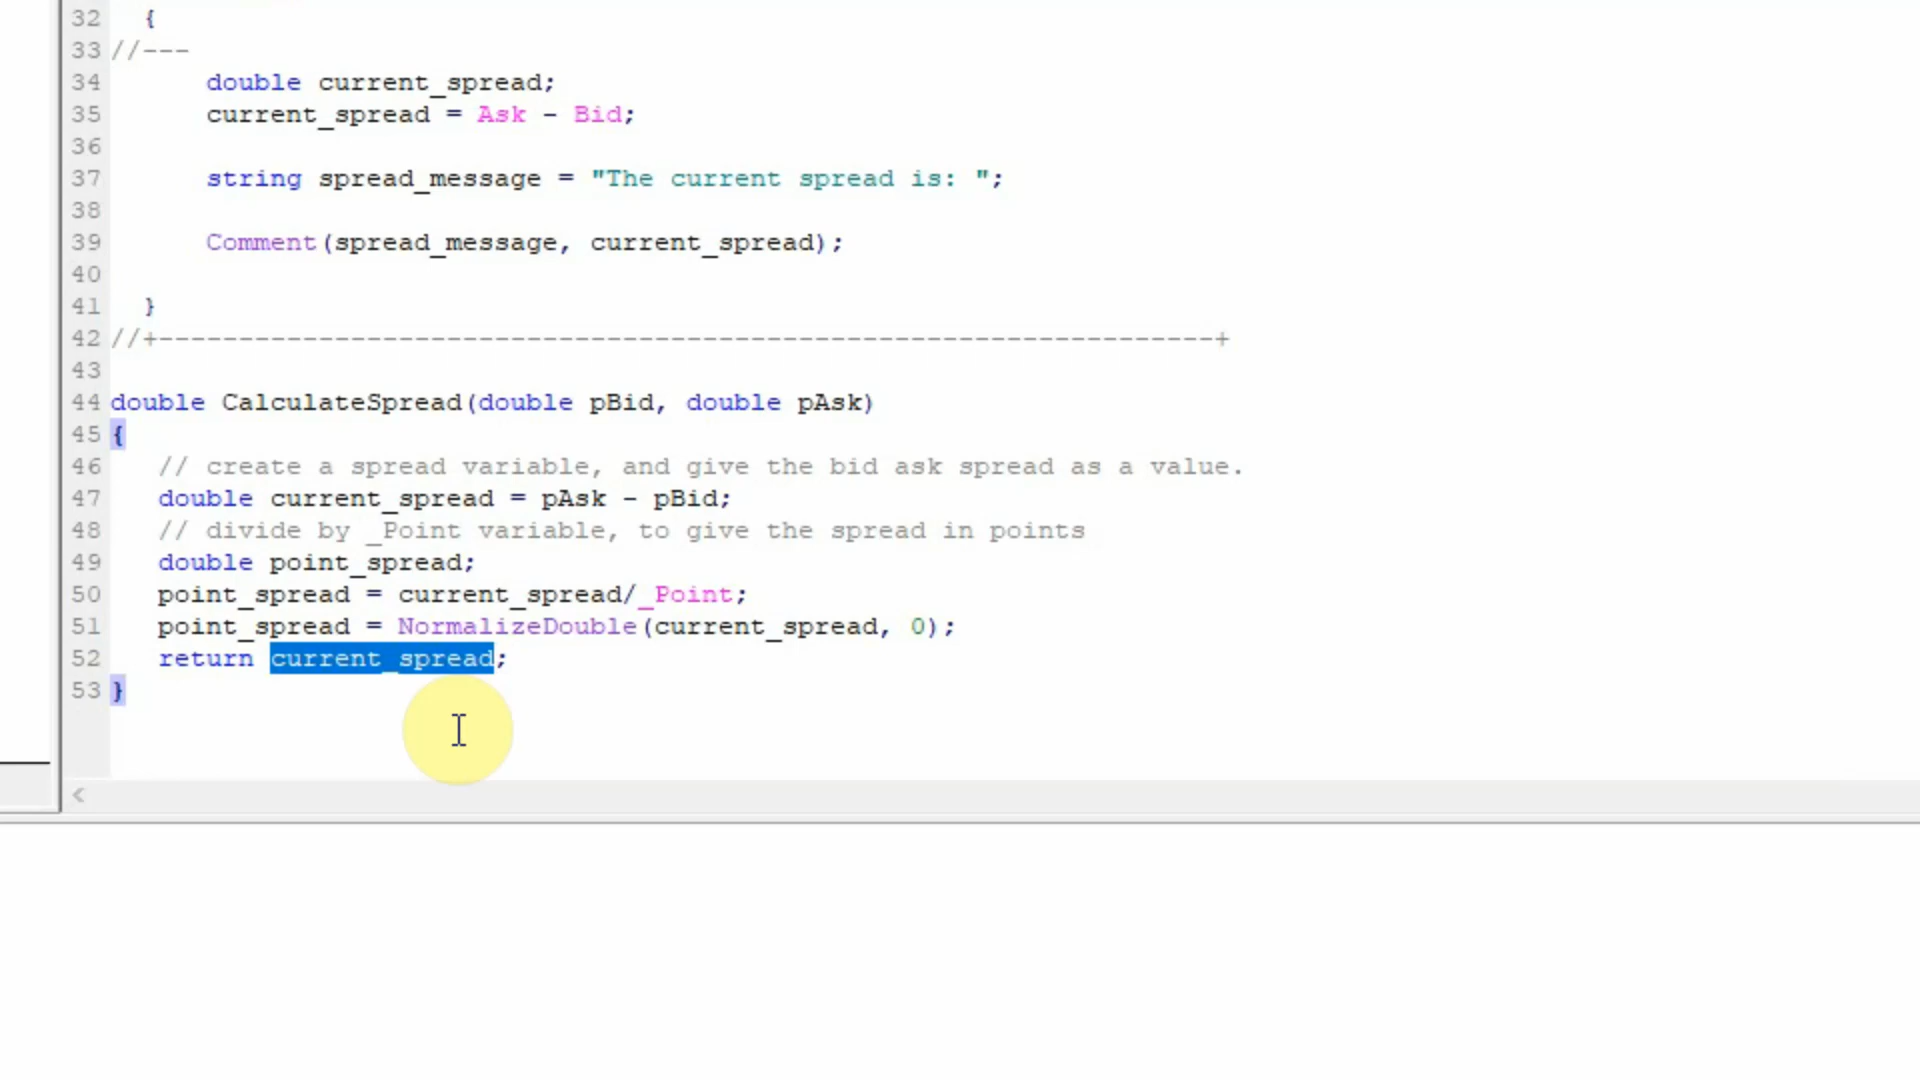 32 {
33 //---
34 double current_spread;
35 current_spread = Ask - Bid;
36
37 string spread_message = "The current spread is: ";
38
39 Comment(spread_message, current_spread);
40
41 }
42 //+------------------------------------------------------------------+
43
44 double CalculateSpread(double pBid, double pAsk)
45 {
46 // create a spread variable, and give the bid ask spread as a value.
47 double current_spread = pAsk - pBid;
48 // divide by _Point variable, to give the spread in points
49 double point_spread;
50 point_spread = current_spread/_Point;
51 point_spread = NormalizeDouble(current_spread, 0);
52 return current_spread;
53 }